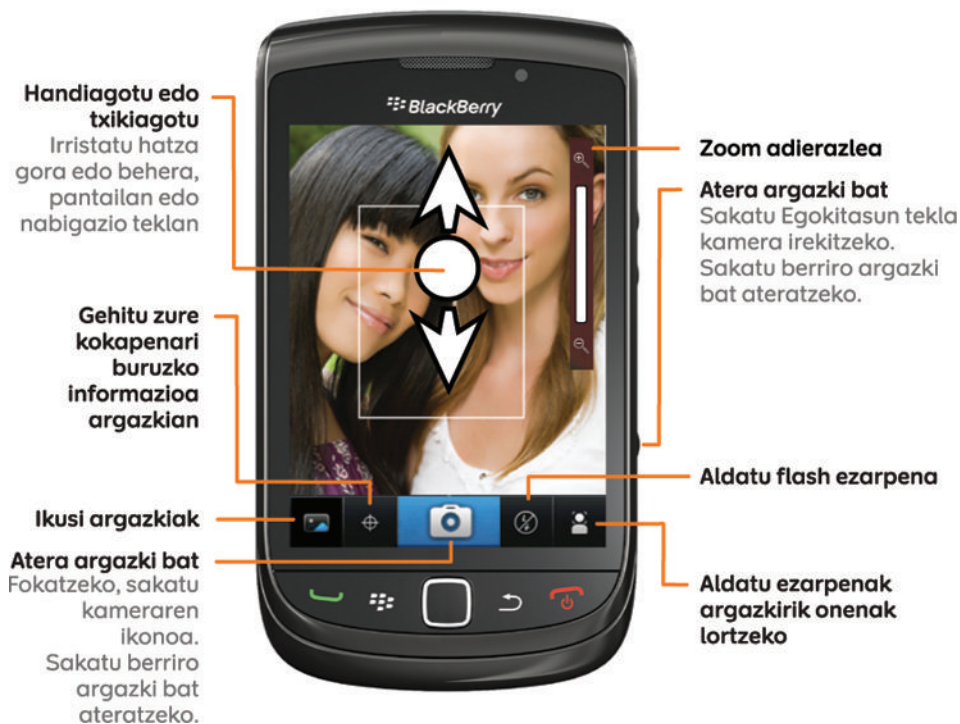 BlackBerry
Handiagotu edo
txikiagotu
Irristatu hatza
gora edo behera,
pantailan edo
nabigazio teklan
Gehitu zure
kokapenari
buruzko
informazioa
argazkian
Ikusi argazkiak
Atera argazki bat
Fokatzeko, sakatu
kameraren
ikonoa.
Sakatu berriro
argazki bat
ateratzeko.
Zoom adierazlea
Atera argazki bat
Sakatu Egokitasun tekla
kamera irekitzeko.
Sakatu berriro argazki
bat ateratzeko.
Aldatu flash ezarpena
Aldatu ezarpenak
argazkirik onenak
lortzeko